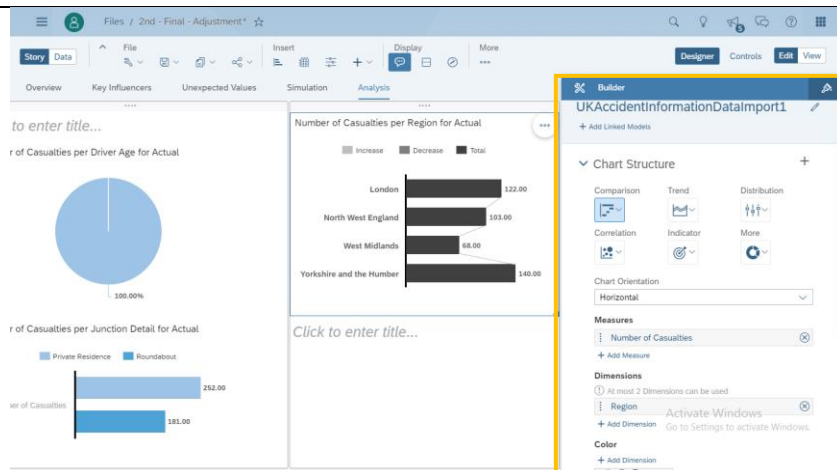 Files / 2nd - Final - Adjustment*
Story Data
File
Insert
Display
More
Designer Controls Edit View
Overview Key Influencers Unexpected Values Simulation Analysis
to enter title...
r of Casualties per Driver Age for Actual
100.00%
r of Casualties per Junction Detail for Actual
Private Residence Roundabout
er of Casualties
252.00
181.00
Number of Casualties per Region for Actual
Increase Decrease Total
London 122.00
North West England 103.00
West Midlands 68.00
Yorkshire and the Humber 140.00
Click to enter title...
Builder
UKAccidentInformationDataImport1
+ Add Linked Models
Chart Structure
Comparison Trend Distribution
Correlation Indicator More
Chart Orientation
Horizontal
Measures
Number of Casualties
+ Add Measure
Dimensions
At most 2 Dimensions can be used
Region
+ Add Dimension
Activate Windows
Go to Settings to activate Windows.
Color
+ Add Dimension